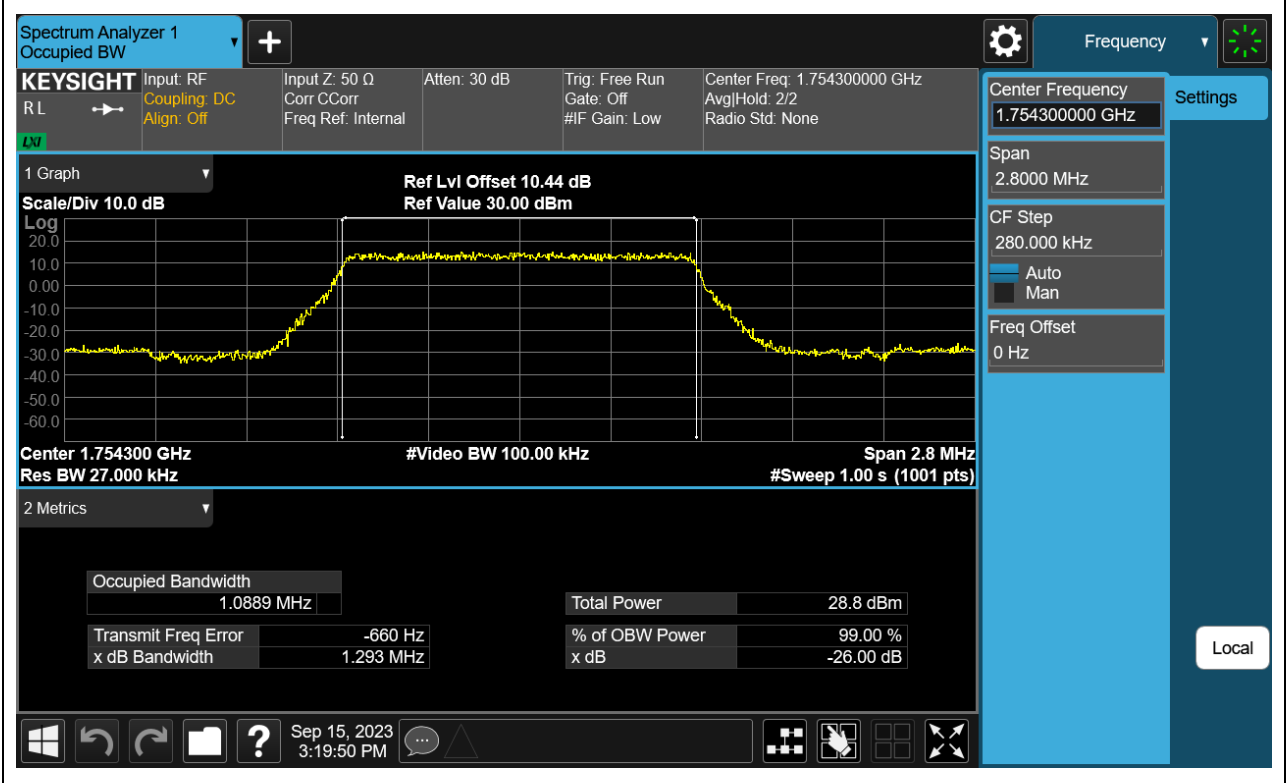 Spectrum Analyzer 1
Occupied BW
Frequency
KEYSIGHT
R L
LXI
Input: RF
Coupling: DC
Align: Off
Input Z: 50 Ω
Corr CCorr
Freq Ref: Internal
Atten: 30 dB
Trig: Free Run
Gate: Off
#IF Gain: Low
Center Freq: 1.754300000 GHz
Avg|Hold: 2/2
Radio Std: None
Center Frequency
1.754300000 GHz
Settings
Span
2.8000 MHz
CF Step
280.000 kHz
Auto
Man
Freq Offset
0 Hz
1 Graph
Scale/Div 10.0 dB
Ref Lvl Offset 10.44 dB
Ref Value 30.00 dBm
Log
20.0
10.0
0.00
-10.0
-20.0
-30.0
-40.0
-50.0
-60.0
Center 1.754300 GHz
#Video BW 100.00 kHz
Span 2.8 MHz
Res BW 27.000 kHz
#Sweep 1.00 s (1001 pts)
2 Metrics
Occupied Bandwidth
1.0889 MHz
Total Power 28.8 dBm
Transmit Freq Error -660 Hz
% of OBW Power 99.00 %
x dB Bandwidth 1.293 MHz
x dB -26.00 dB
Local
?
Sep 15, 2023
3:19:50 PM